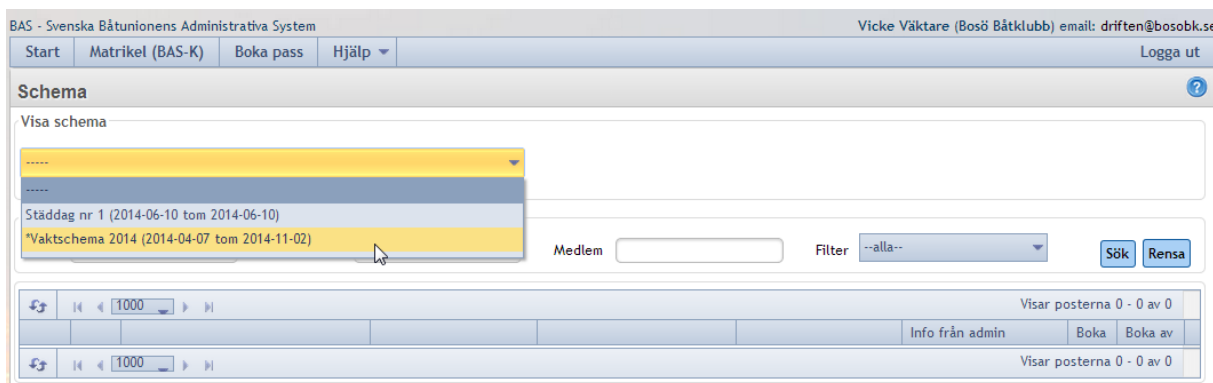 BAS - Svenska Båtunionens Administrativa System
Vicke Väktare (Bosö Båtklubb) email: driften@bosobk.se
Start Matrikel (BAS-K) Boka pass Hjälp Logga ut
Schema
Visa schema
-----
-----
Städdag nr 1 (2014-06-10 tom 2014-06-10)
*Vaktschema 2014 (2014-04-07 tom 2014-11-02)
Medlem Filter --alla-- Sök Rensa
1000 Visar posterna 0 - 0 av 0
Info från admin Boka Boka av
1000 Visar posterna 0 - 0 av 0